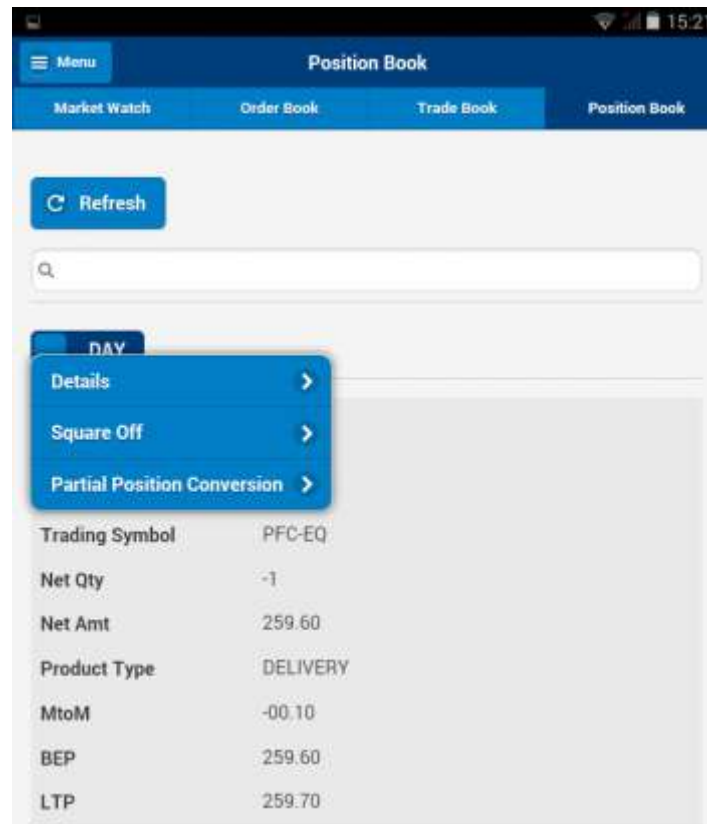 15:21
Menu
Position Book
Market Watch Order Book Trade Book Position Book
Refresh
DAY
Details
Square Off
Partial Position Conversion
Trading Symbol PFC-EQ
Net Qty -1
Net Amt 259.60
Product Type DELIVERY
MtoM -00.10
BEP 259.60
LTP 259.70